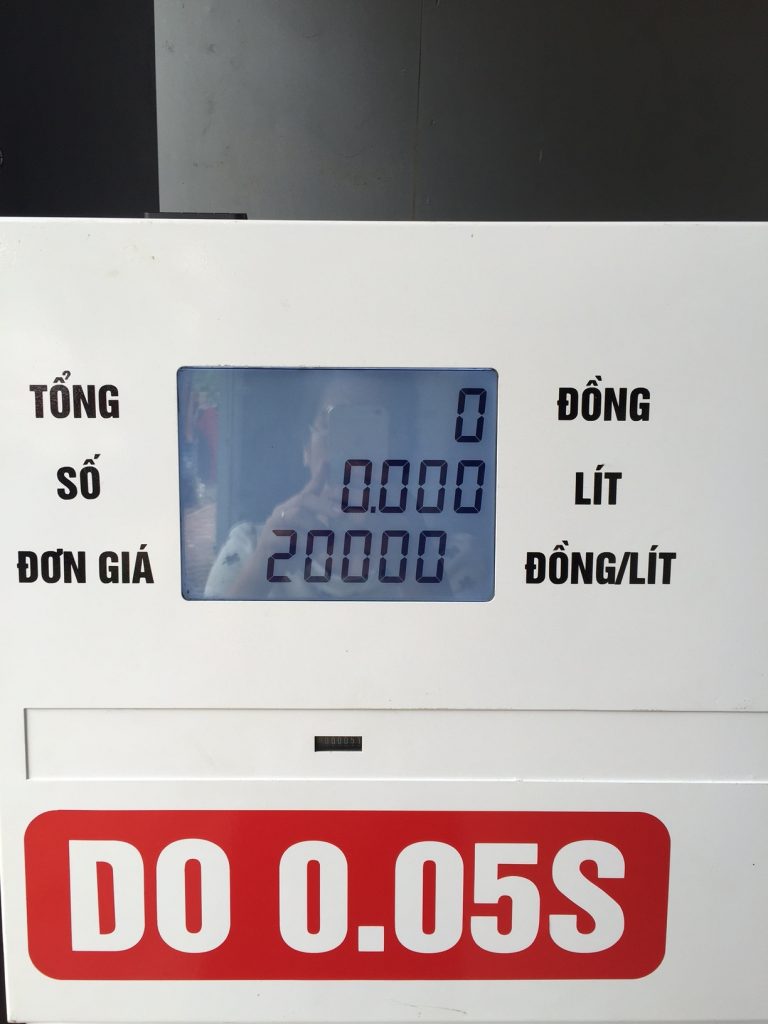 TỔNG 0 ĐỒNG
SỐ 0.000 LÍT
ĐƠN GIÁ 20000 ĐỒNG/LÍT
DO 0.05S